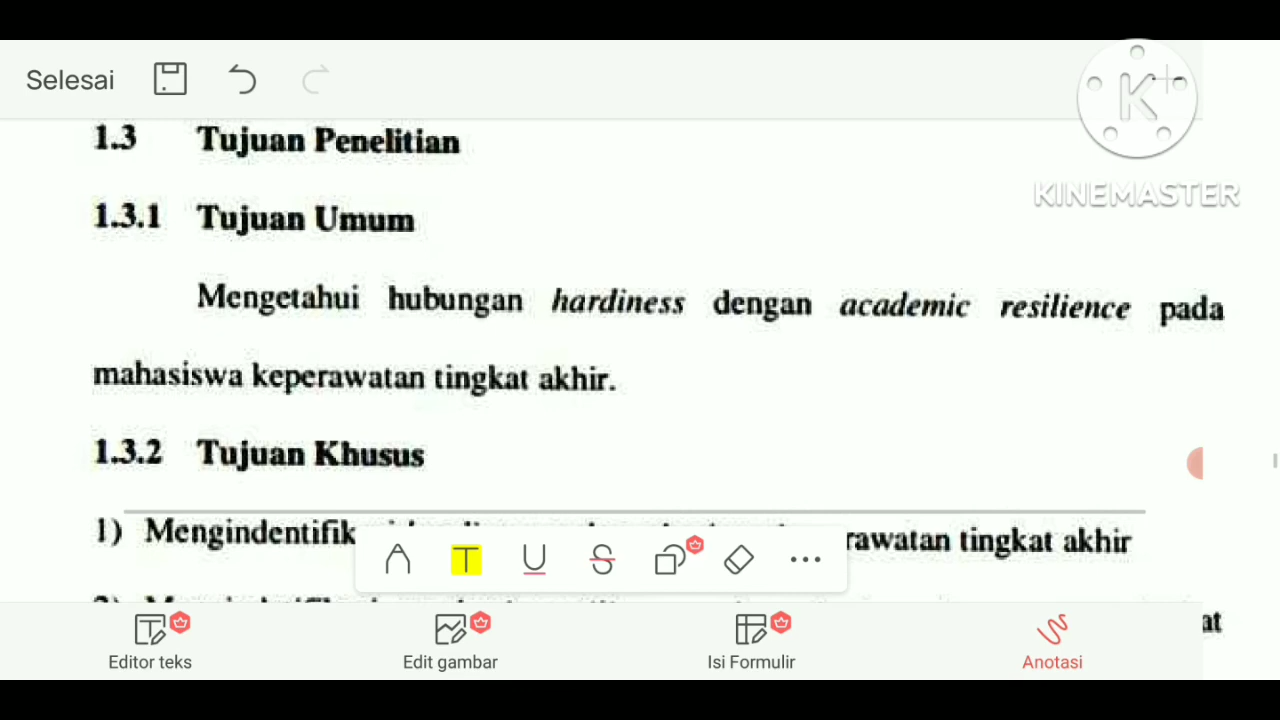 Selesai
KINEMASTER
1.3 Tujuan Penelitian
1.3.1 Tujuan Umum
Mengetahui hubungan hardiness dengan academic resilience pada
mahasiswa keperawatan tingkat akhir.
1.3.2 Tujuan Khusus
1) Mengindentifik rawatan tingkat akhir
at
Editor teks
Edit gambar
Isi Formulir
Anotasi